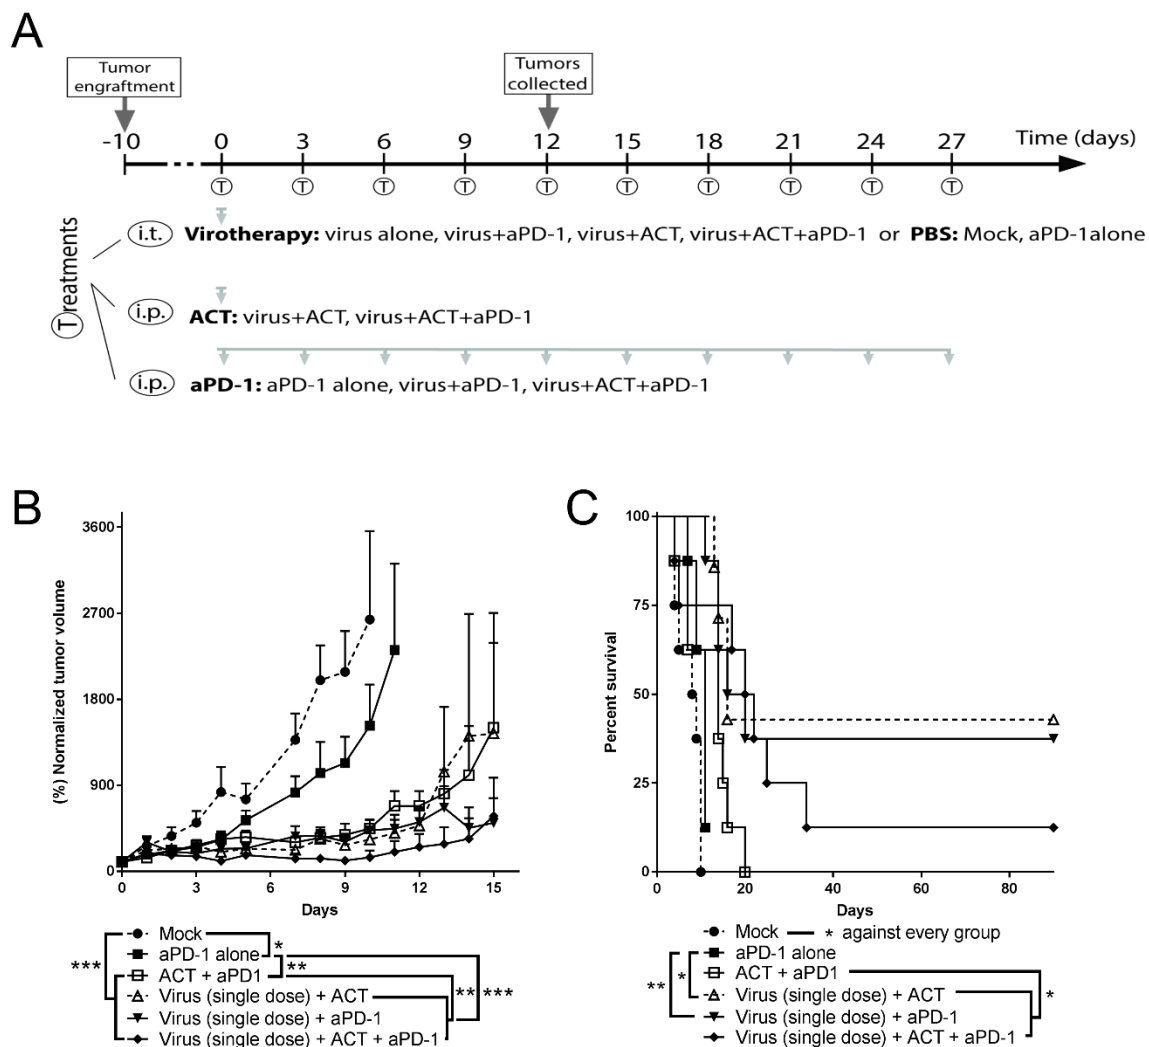 A
Tumor
engraftment
Tumors
collected
-10 0 3 6 9 12 15 18 21 24 27 Time (days)
T T T T T T T T T T
Treatments
i.t. Virotherapy: virus alone, virus+aPD-1, virus+ACT, virus+ACT+aPD-1 or PBS: Mock, aPD-1alone
i.p. ACT: virus+ACT, virus+ACT+aPD-1
i.p. aPD-1: aPD-1 alone, virus+aPD-1, virus+ACT+aPD-1
B
(%) Normalized tumor volume
3600
2700
1800
900
0
0 3 6 9 12 15
Days
Mock
aPD-1 alone
ACT + aPD1
Virus (single dose) + ACT
Virus (single dose) + aPD-1
Virus (single dose) + ACT + aPD-1
***
*
**
**
***
C
Percent survival
100
75
50
25
0
0 20 40 60 80
Days
Mock * against every group
aPD-1 alone
ACT + aPD1
Virus (single dose) + ACT
Virus (single dose) + aPD-1
Virus (single dose) + ACT + aPD-1
**
*
*